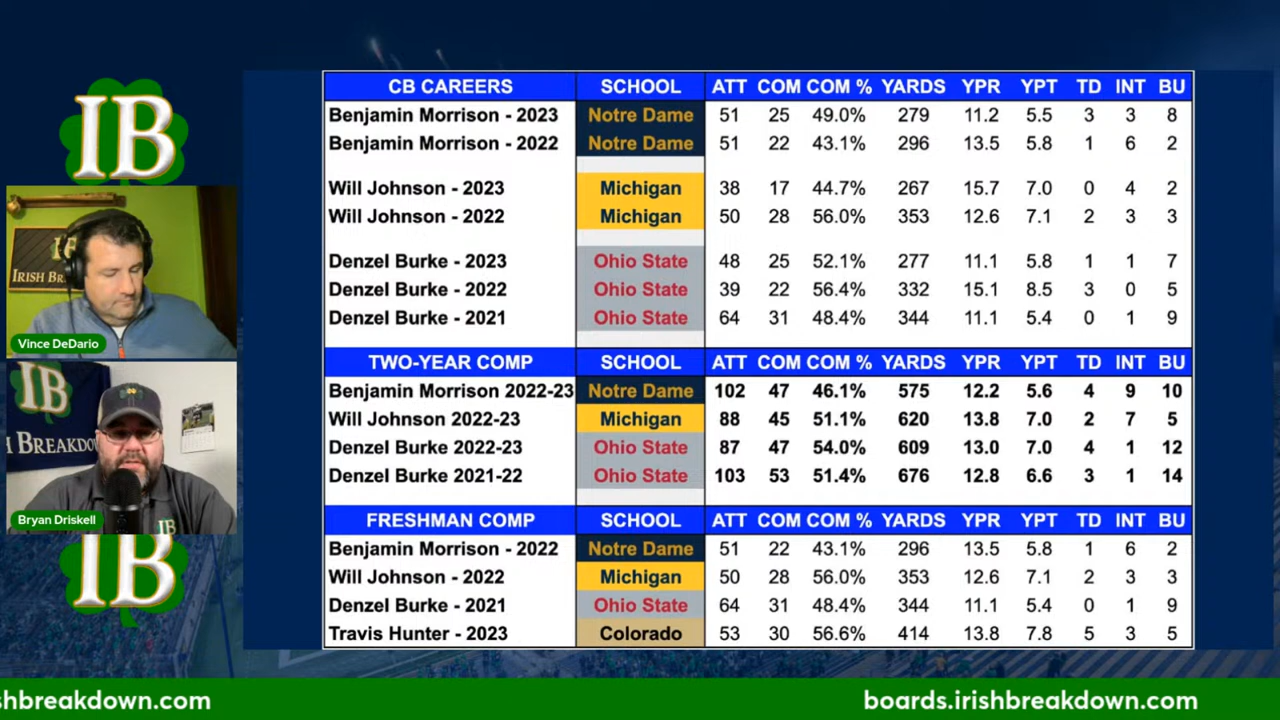 IB
IRISH BR
Vince DeDario
IB
H BREAKDOW
IB
Bryan Driskell
IB
CB CAREERS SCHOOL ATT COM COM % YARDS YPR YPT TD INT BU
Benjamin Morrison - 2023 Notre Dame 51 25 49.0% 279 11.2 5.5 3 3 8
Benjamin Morrison - 2022 Notre Dame 51 22 43.1% 296 13.5 5.8 1 6 2
Will Johnson - 2023 Michigan 38 17 44.7% 267 15.7 7.0 0 4 2
Will Johnson - 2022 Michigan 50 28 56.0% 353 12.6 7.1 2 3 3
Denzel Burke - 2023 Ohio State 48 25 52.1% 277 11.1 5.8 1 1 7
Denzel Burke - 2022 Ohio State 39 22 56.4% 332 15.1 8.5 3 0 5
Denzel Burke - 2021 Ohio State 64 31 48.4% 344 11.1 5.4 0 1 9
TWO-YEAR COMP SCHOOL ATT COM COM % YARDS YPR YPT TD INT BU
Benjamin Morrison 2022-23 Notre Dame 102 47 46.1% 575 12.2 5.6 4 9 10
Will Johnson 2022-23 Michigan 88 45 51.1% 620 13.8 7.0 2 7 5
Denzel Burke 2022-23 Ohio State 87 47 54.0% 609 13.0 7.0 4 1 12
Denzel Burke 2021-22 Ohio State 103 53 51.4% 676 12.8 6.6 3 1 14
FRESHMAN COMP SCHOOL ATT COM COM % YARDS YPR YPT TD INT BU
Benjamin Morrison - 2022 Notre Dame 51 22 43.1% 296 13.5 5.8 1 6 2
Will Johnson - 2022 Michigan 50 28 56.0% 353 12.6 7.1 2 3 3
Denzel Burke - 2021 Ohio State 64 31 48.4% 344 11.1 5.4 0 1 9
Travis Hunter - 2023 Colorado 53 30 56.6% 414 13.8 7.8 5 3 5
shbreakdown.com
boards.irishbreakdown.com